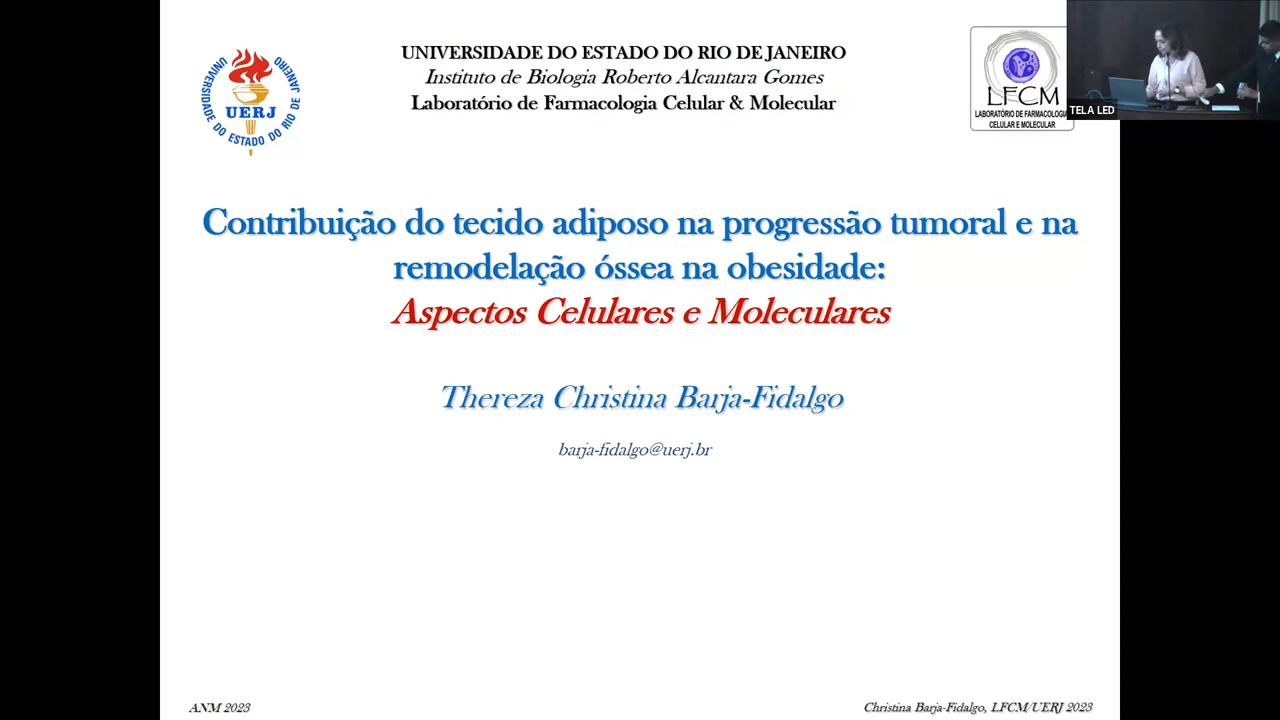 UNIVERSIDADE DO ESTADO DO RIO DE JANEIRO
Instituto de Biologia Roberto Alcantara Gomes
Laboratório de Farmacologia Celular & Molecular
UNIVERSIDADE DO ESTADO DO RIO DE JANEIRO
UERJ
LFCM
LABORATÓRIO DE FARMACOLOGIA
CELULAR E MOLECULAR
TELA LED
Contribuição do tecido adiposo na progressão tumoral e na
remodelação óssea na obesidade:
Aspectos Celulares e Moleculares
Thereza Christina Barja-Fidalgo
barja-fidalgo@uerj.br
ANM 2023
Christina Barja-Fidalgo, LFCM/UERJ 2023